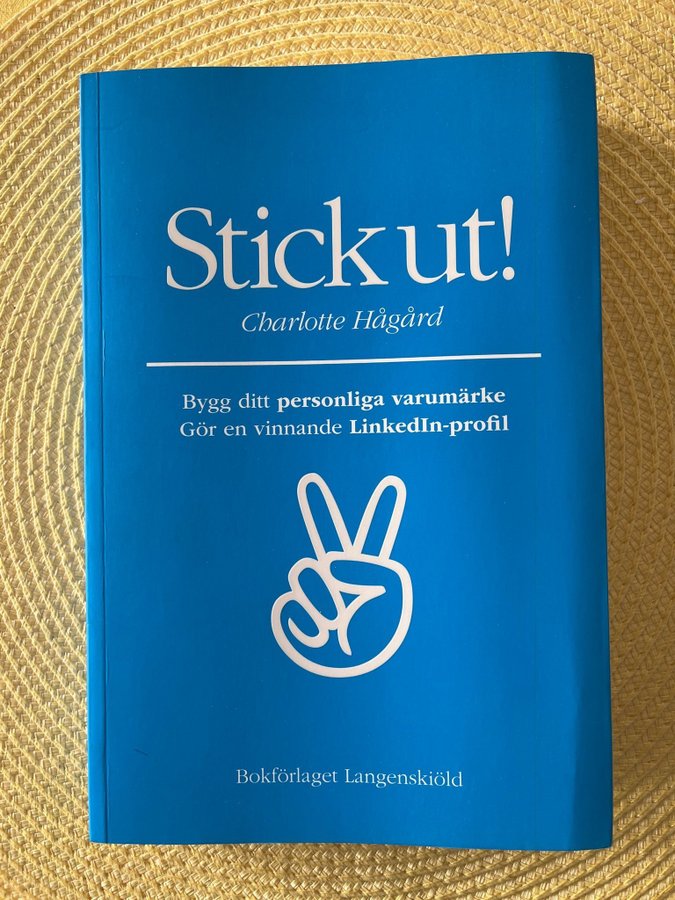 Stick ut!
Charlotte Hågård
Bygg ditt personliga varumärke
Gör en vinnande LinkedIn-profil
Bokförlaget Langenskiöld